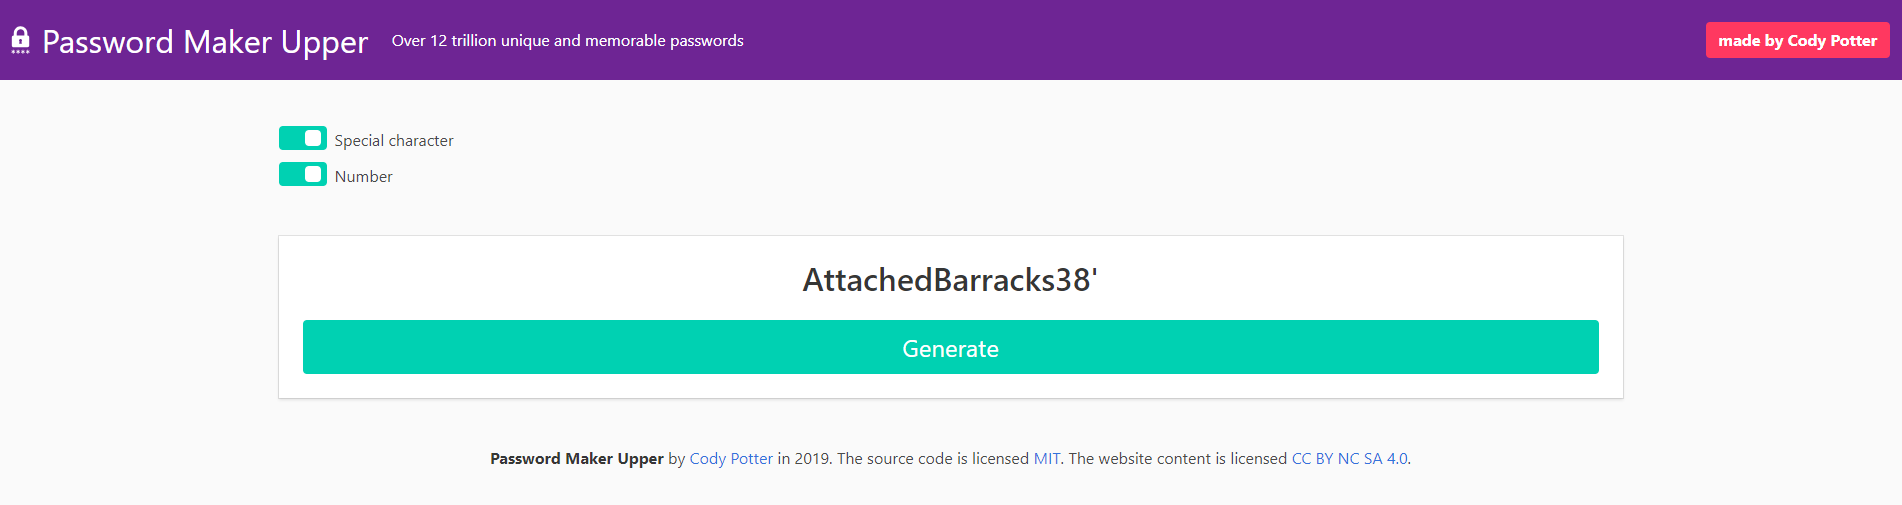 Password Maker Upper Over 12 trillion unique and memorable passwords made by Cody Potter
Special character
Number
AttachedBarracks38'
Generate
Password Maker Upper by Cody Potter in 2019. The source code is licensed MIT. The website content is licensed CC BY NC SA 4.0.